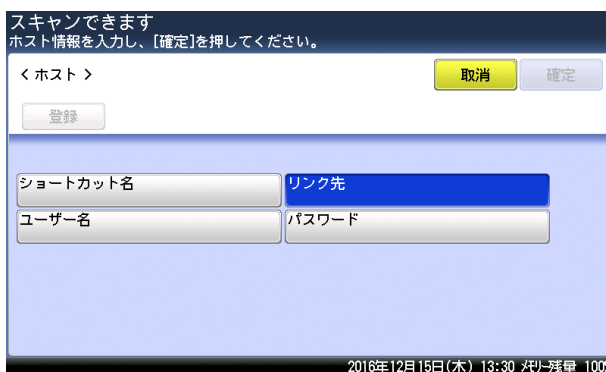 スキャンできます
ホスト情報を入力し、[確定]を押してください。
< ホスト >
取消
確定
登録
ショートカット名
リンク先
ユーザー名
パスワード
2016年12月15日(木) 13:30 メモリー残量 100